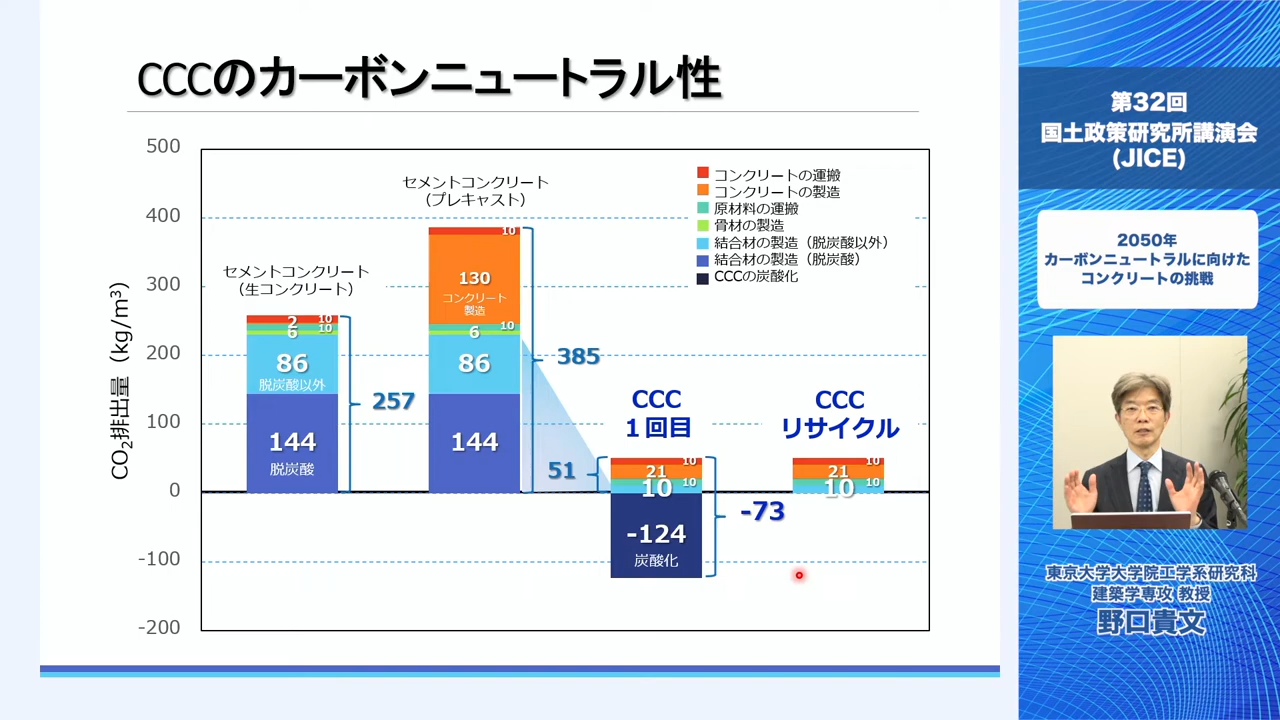 CCCのカーボンニュートラル性
500
400
300
200
100
0
-100
-200
CO2排出量（kg/m³）
コンクリートの運搬
コンクリートの製造
原材料の運搬
骨材の製造
結合材の製造（脱炭酸以外）
結合材の製造（脱炭酸）
CCCの炭酸化
セメントコンクリート
（生コンクリート）
10
2
10
6
86
脱炭酸以外
144
脱炭酸
257
セメントコンクリート
（プレキャスト）
10
130
コンクリート
製造
10
6
86
144
385
CCC
１回目
51
10
21
10
10
-124
炭酸化
-73
CCC
リサイクル
10
21
10
10
第32回
国土政策研究所講演会
(JICE)
2050年
カーボンニュートラルに向けた
コンクリートの挑戦
東京大学大学院工学系研究科
建築学専攻 教授
野口貴文